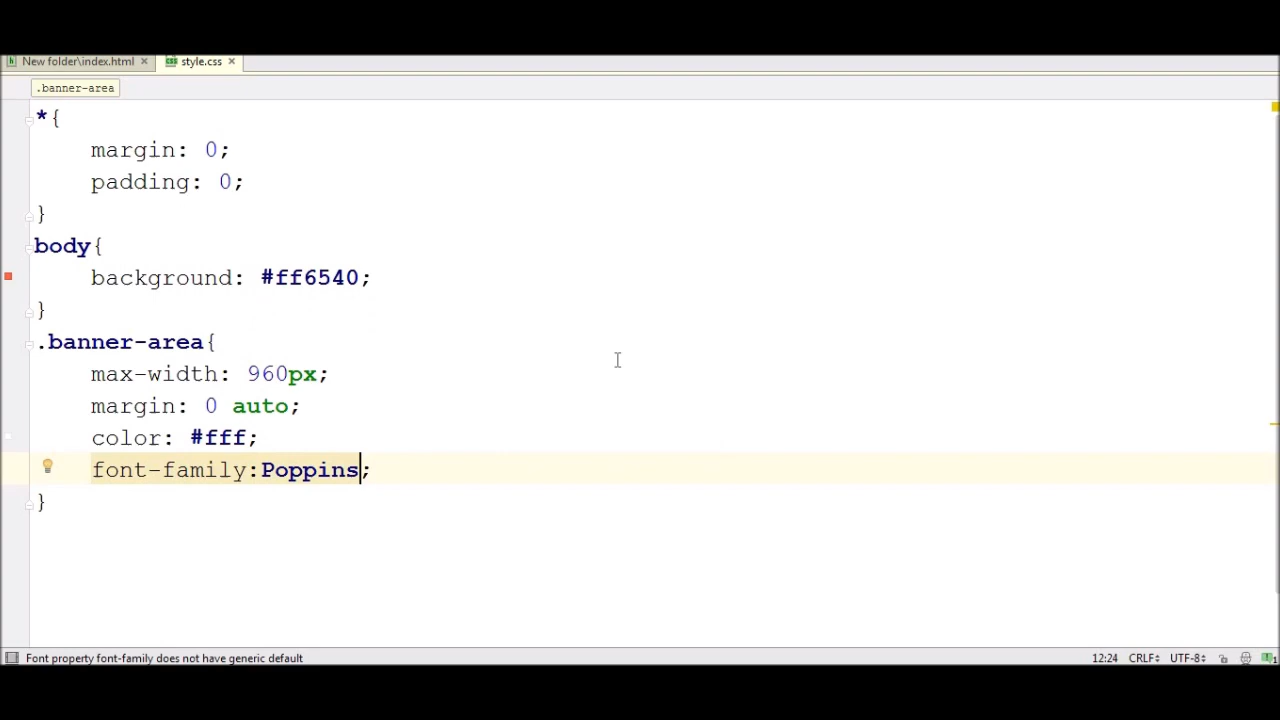 New folder\index.html
style.css
.banner-area
*{
margin: 0;
padding: 0;
}
body{
background: #ff6540;
}
.banner-area{
max-width: 960px;
margin: 0 auto;
color: #fff;
font-family:Poppins;
}
Font property font-family does not have generic default
12:24 CRLF UTF-8